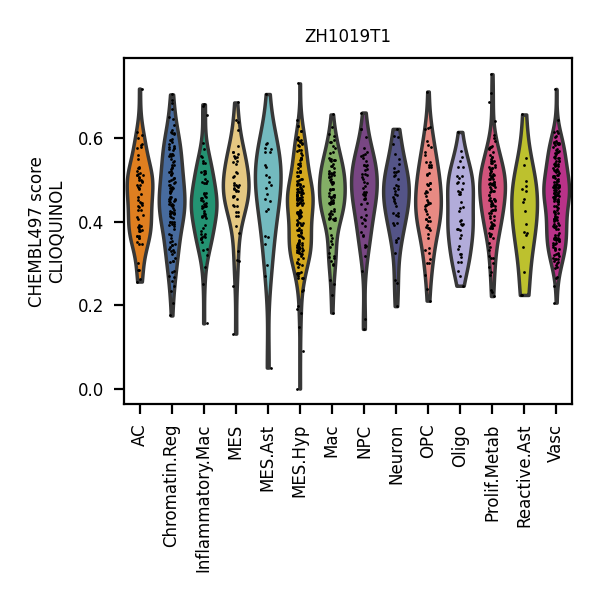 ZH1019T1
CHEMBL497 score
CLIOQUINOL
0.6
0.4
0.2
0.0
AC
Chromatin.Reg
Inflammatory.Mac
MES
MES.Ast
MES.Hyp
Mac
NPC
Neuron
OPC
Oligo
Prolif.Metab
Reactive.Ast
Vasc